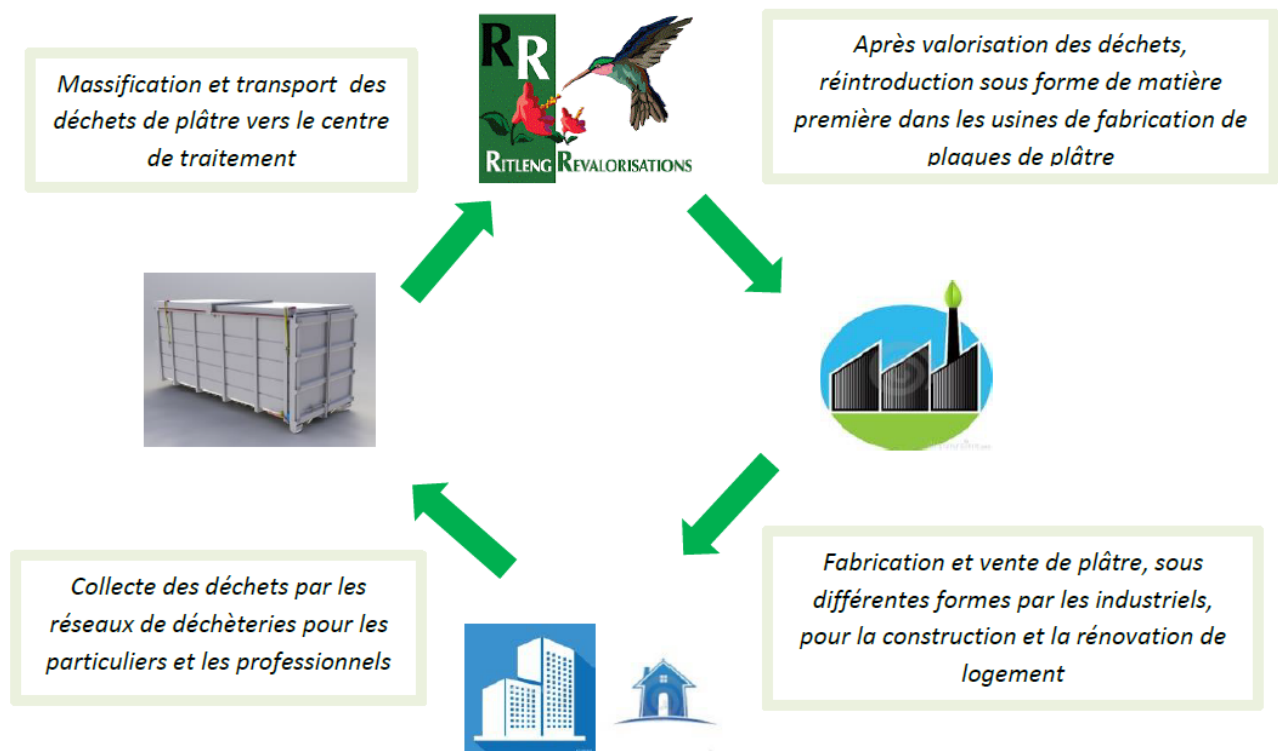 Massification et transport des
déchets de plâtre vers le centre
de traitement
RR
RITLENG REVALORISATIONS
Après valorisation des déchets,
réintroduction sous forme de matière
première dans les usines de fabrication de
plaques de plâtre
Collecte des déchets par les
réseaux de déchèteries pour les
particuliers et les professionnels
Fabrication et vente de plâtre, sous
différentes formes par les industriels,
pour la construction et la rénovation de
logement